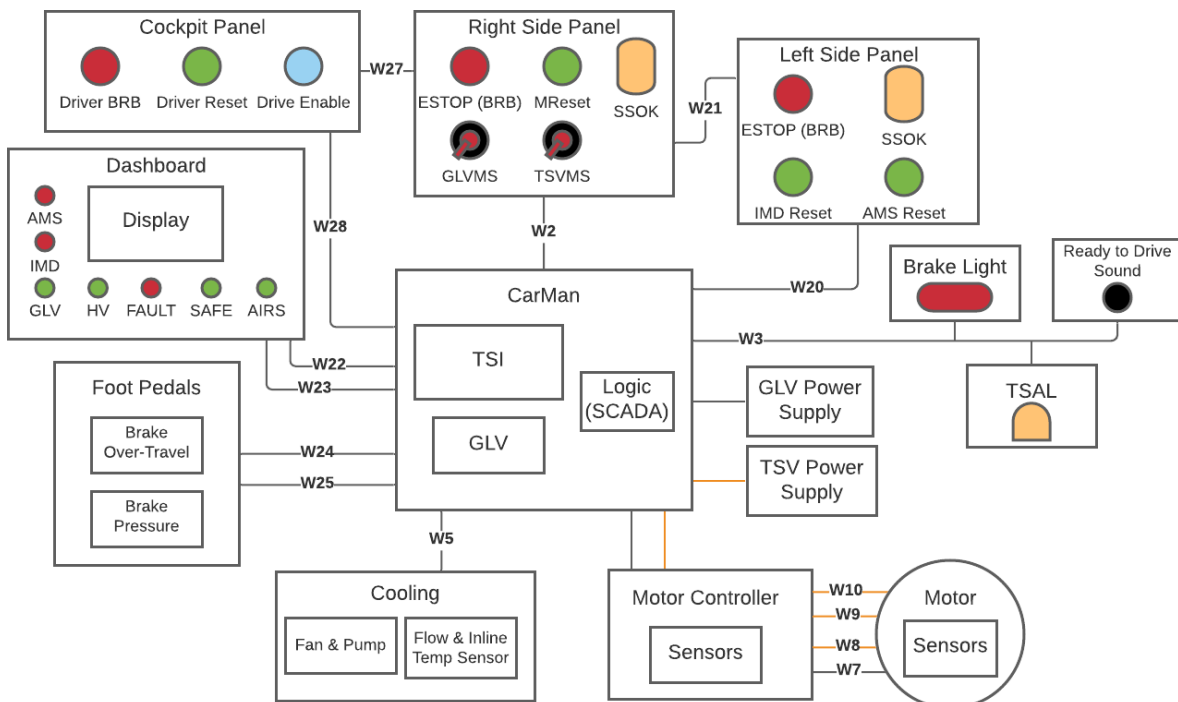 Cockpit Panel
Driver BRB
Driver Reset
Drive Enable
W27
Right Side Panel
ESTOP (BRB)
MReset
SSOK
GLVMS
TSVMS
W21
Left Side Panel
ESTOP (BRB)
SSOK
IMD Reset
AMS Reset
Dashboard
AMS
Display
IMD
GLV
HV
FAULT
SAFE
AIRS
W28
W2
W20
Brake Light
Ready to Drive
Sound
CarMan
TSI
Logic
(SCADA)
GLV
W3
TSAL
W22
W23
GLV Power
Supply
TSV Power
Supply
Foot Pedals
Brake
Over-Travel
Brake
Pressure
W24
W25
W5
Cooling
Fan & Pump
Flow & Inline
Temp Sensor
Motor Controller
Sensors
W10
W9
W8
W7
Motor
Sensors